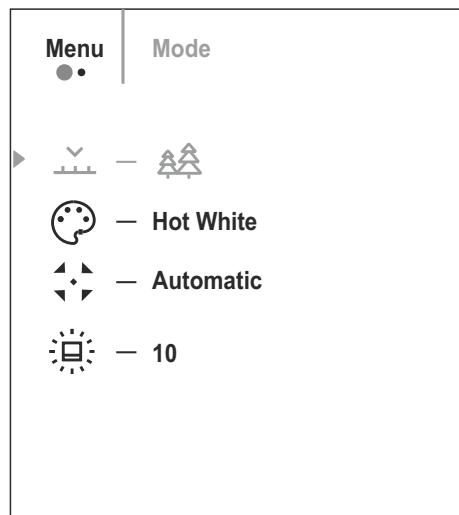 Menu Mode
— Hot White
— Automatic
— 10